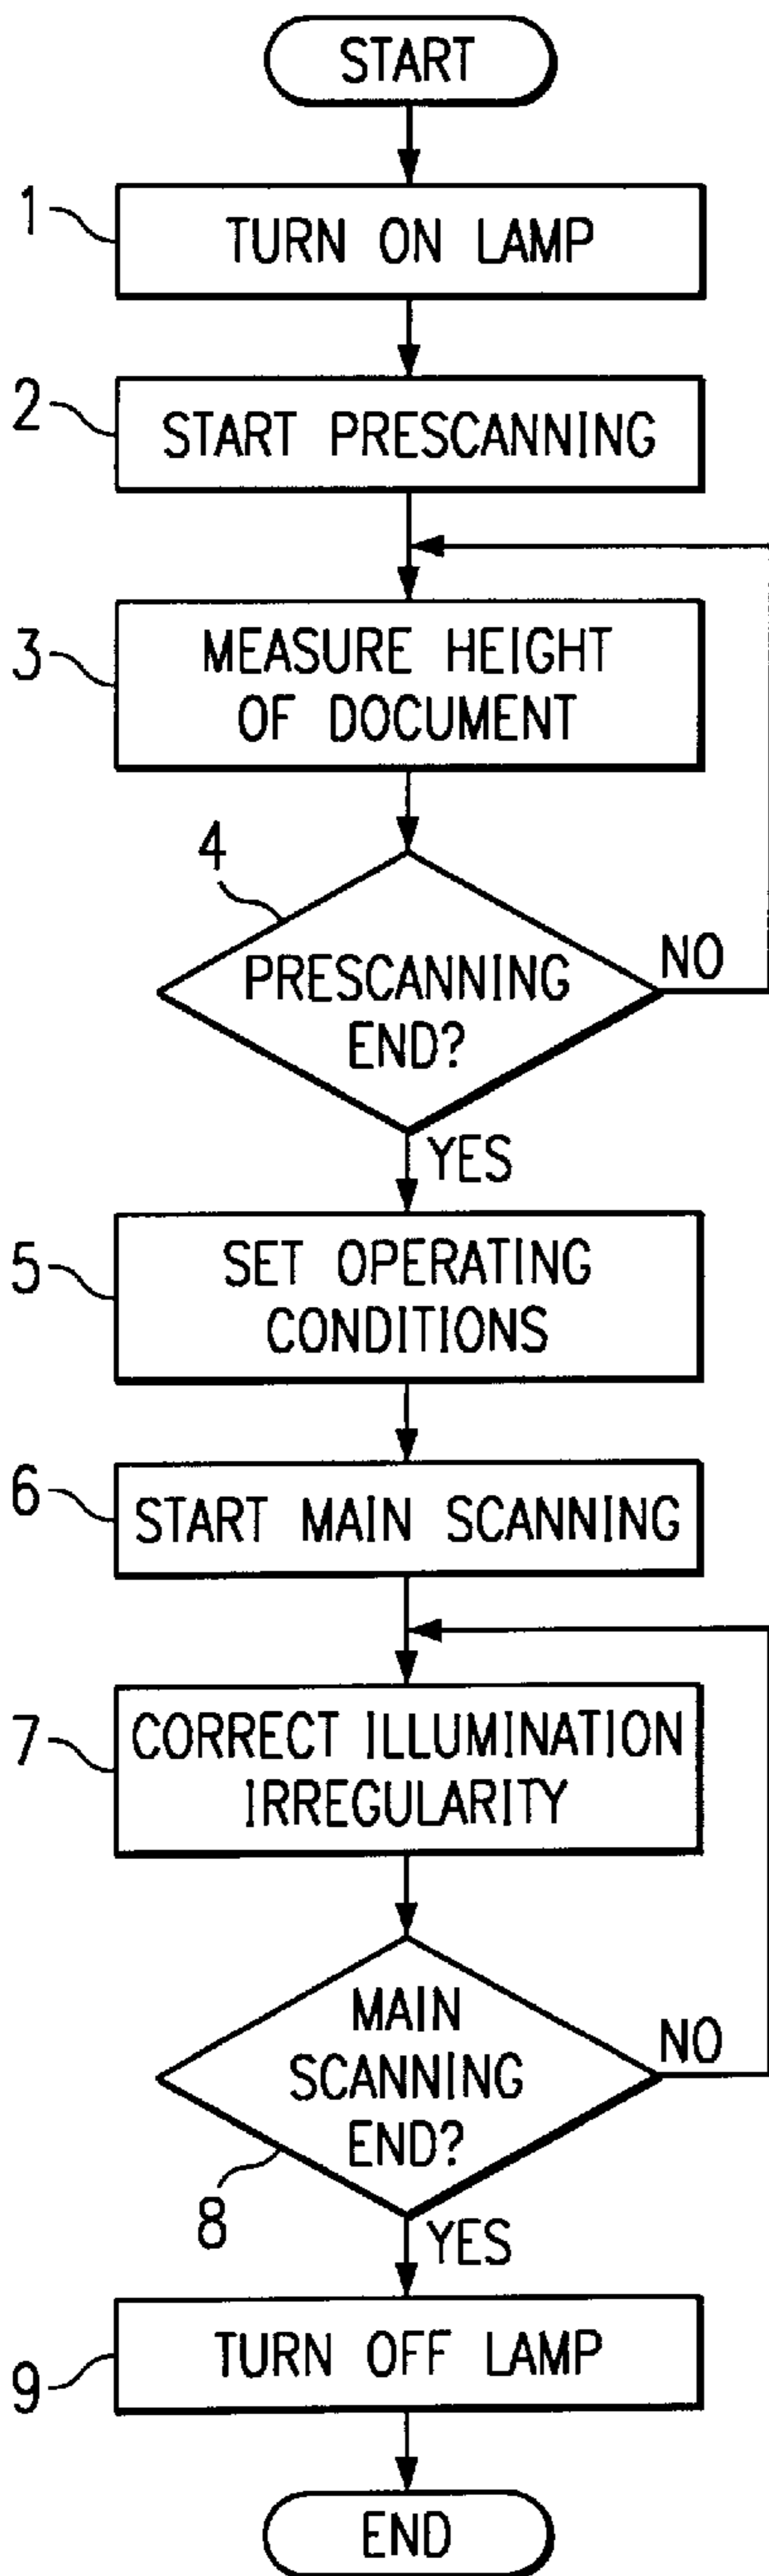 START
1
TURN ON LAMP
2
START PRESCANNING
3
MEASURE HEIGHT
OF DOCUMENT
4
PRESCANNING
END?
NO
YES
5
SET OPERATING
CONDITIONS
6
START MAIN SCANNING
7
CORRECT ILLUMINATION
IRREGULARITY
MAIN
SCANNING
END?
NO
8
YES
9
TURN OFF LAMP
END